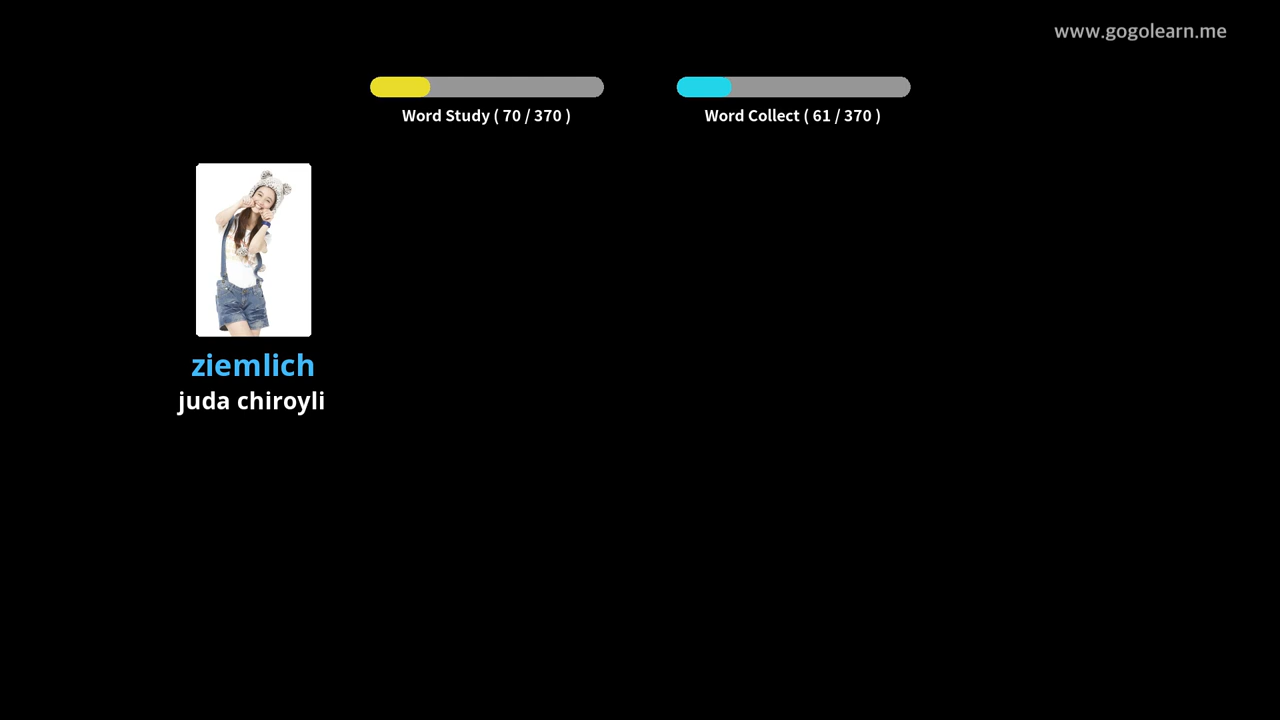 www.gogolearn.me
Word Study ( 70 / 370 )
Word Collect ( 61 / 370 )
ziemlich
juda chiroyli